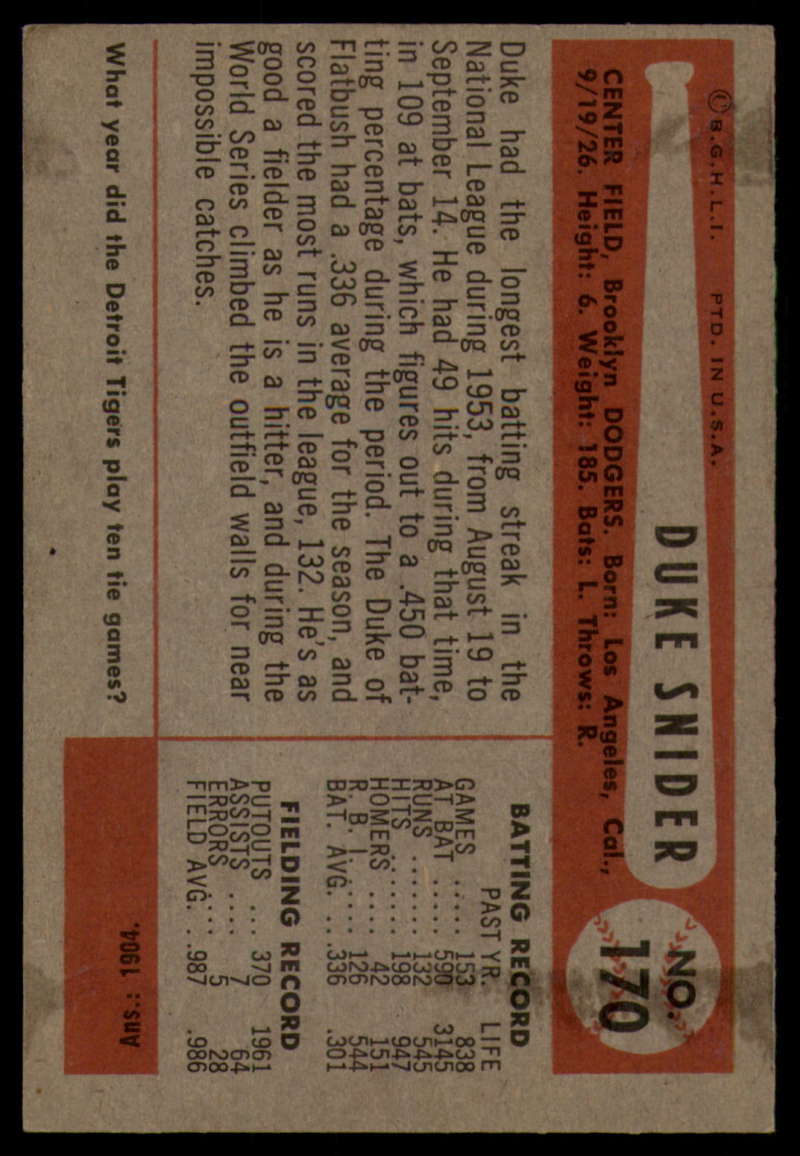 © B.G.H.L.I. PTD. IN U.S.A.
DUKE SNIDER
NO. 170
CENTER FIELD, Brooklyn DODGERS. Born: Los Angeles, Cal.,
9/19/26. Height: 6. Weight: 185. Bats: L. Throws: R.
Duke had the longest batting streak in the
National League during 1953, from August 19 to
September 14. He had 49 hits during that time,
in 109 at bats, which figures out to a .450 bat-
ting percentage during the period. The Duke of
Flatbush had a .336 average for the season, and
scored the most runs in the league, 132. He's as
good a fielder as he is a hitter, and during the
World Series climbed the outfield walls for near
impossible catches.
BATTING RECORD
PAST YR. LIFE
GAMES .... 153 838
AT BAT ..... 590 3145
RUNS ....... 132 545
HITS ....... 198 947
HOMERS .... 42 151
R. B. I. .... 126 544
BAT. AVG. ...336 .301
FIELDING RECORD
PUTOUTS ... 370 1961
ASSISTS .... 7 64
ERRORS .... 5 28
FIELD AVG. ..987 .986
What year did the Detroit Tigers play ten tie games?
Ans.: 1904.